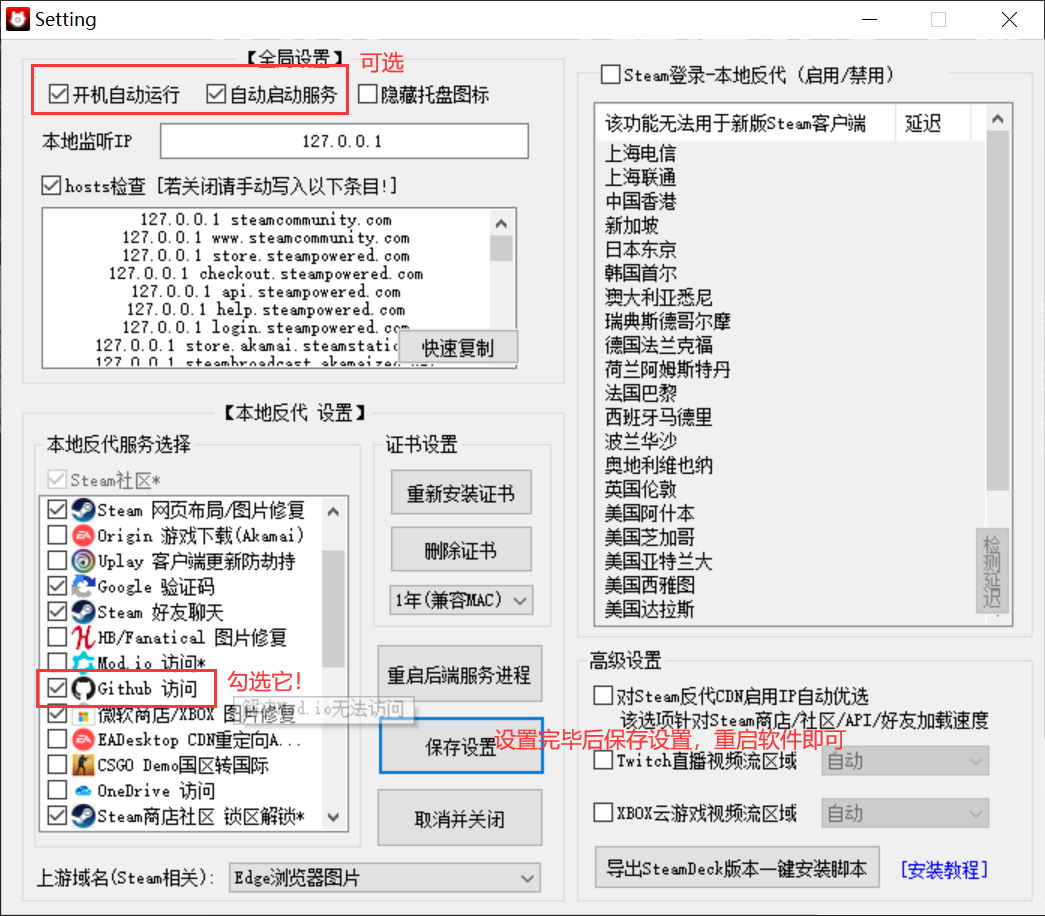 Setting
【全局设置】
可选
开机自动运行
自动启动服务
隐藏托盘图标
本地监听IP
127.0.0.1
hosts检查 [若关闭请手动写入以下条目!]
127.0.0.1 steamcommunity.com
127.0.0.1 www.steamcommunity.com
127.0.0.1 store.steampowered.com
127.0.0.1 checkout.steampowered.com
127.0.0.1 api.steampowered.com
127.0.0.1 help.steampowered.com
127.0.0.1 login.steampowered.com
127.0.0.1 store.akamai.steamstatic
127.0.0.1 steambroadcast.akamaized
快速复制
【本地反代 设置】
本地反代服务选择
Steam社区*
Steam 网页布局/图片修复
Origin 游戏下载(Akamai)
Uplay 客户端更新防劫持
Google 验证码
Steam 好友聊天
HB/Fanatical 图片修复
Mod.io 访问*
Github 访问
勾选它!
微软商店/XBOX 图片修复
解决Mod.io无法访问
EADesktop CDN重定向A...
CSGO Demo国区转国际
OneDrive 访问
Steam商店社区 锁区解锁*
上游域名(Steam相关):
Edge浏览器图片
证书设置
重新安装证书
删除证书
1年(兼容MAC)
重启后端服务进程
保存设置
设置完毕后保存设置，重启软件即可
取消并关闭
Steam登录-本地反代 (启用/禁用)
该功能无法用于新版Steam客户端
延迟
上海电信
上海联通
中国香港
新加坡
日本东京
韩国首尔
澳大利亚悉尼
瑞典斯德哥尔摩
德国法兰克福
荷兰阿姆斯特丹
法国巴黎
西班牙马德里
波兰华沙
奥地利维也纳
英国伦敦
美国阿什本
美国芝加哥
美国亚特兰大
美国西雅图
美国达拉斯
检测延迟
高级设置
对Steam反代CDN启用IP自动优选
该选项针对Steam商店/社区/API/好友加载速度
Twitch直播视频流区域
自动
XBOX云游戏视频流区域
自动
导出SteamDeck版本一键安装脚本
[安装教程]